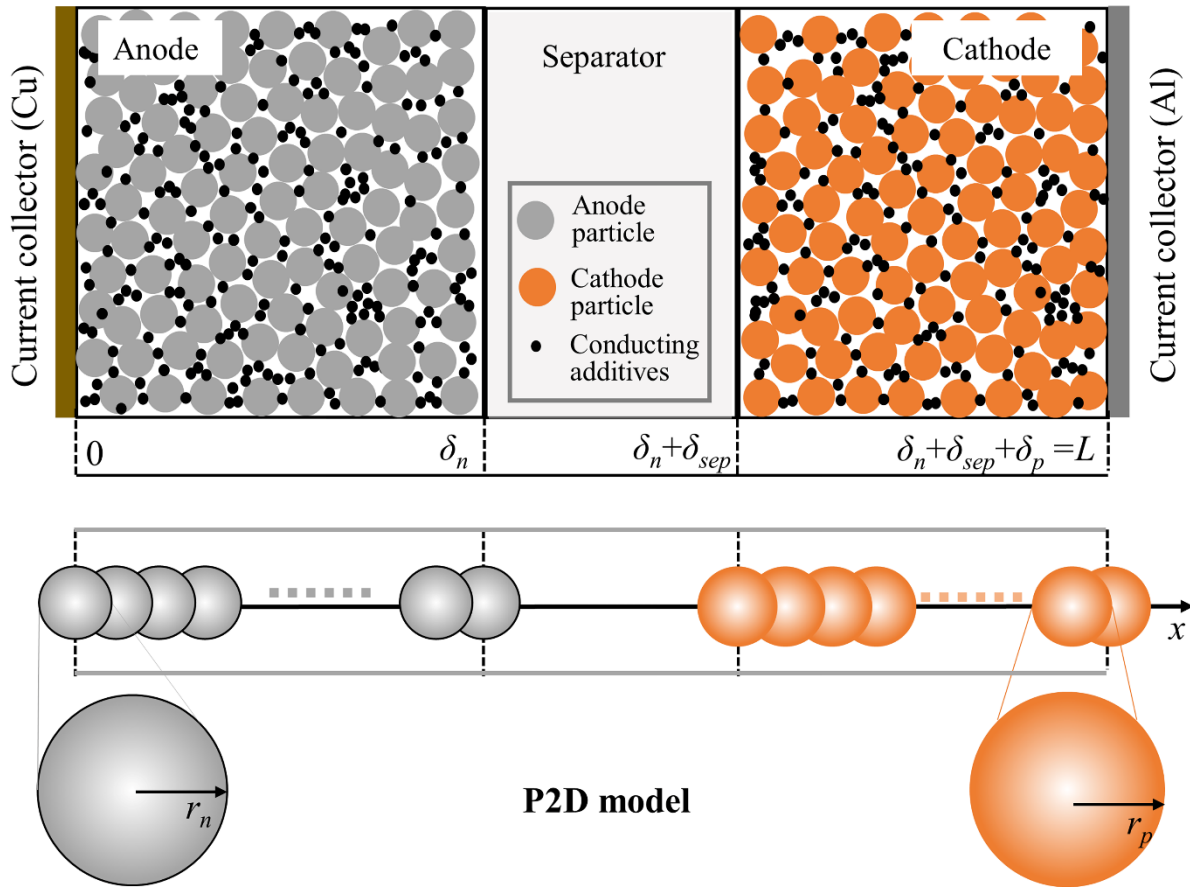 Current collector (Cu)
Anode
Separator
Cathode
Current collector (Al)
Anode
particle
Cathode
particle
Conducting
additives
0
δn
δn+δsep
δn+δsep+δp =L
x
rn
P2D model
rp